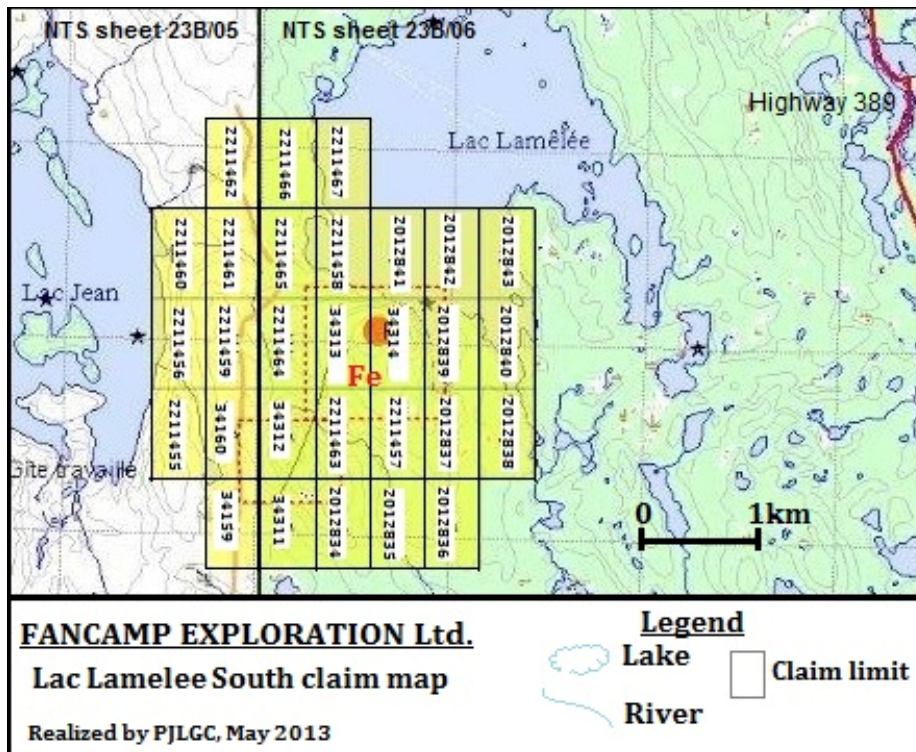 NTS sheet 23B/05
NTS sheet 23B/06
Highway 389
Lac Lamêlée
2211462
2211466
2211467
2211460
2211461
2211465
2211458
2012841
2012842
2012843
Lac Jean
2211456
2211459
2211464
34313
34314
2012839
2012840
Fe
2211455
34160
34312
2211463
2211457
2012837
2012838
Gîte travaillé
34159
34311
2012834
2012835
2012836
0
1km
FANCAMP EXPLORATION Ltd.
Lac Lamelee South claim map
Realized by PJLGC, May 2013
Legend
Lake
River
Claim limit